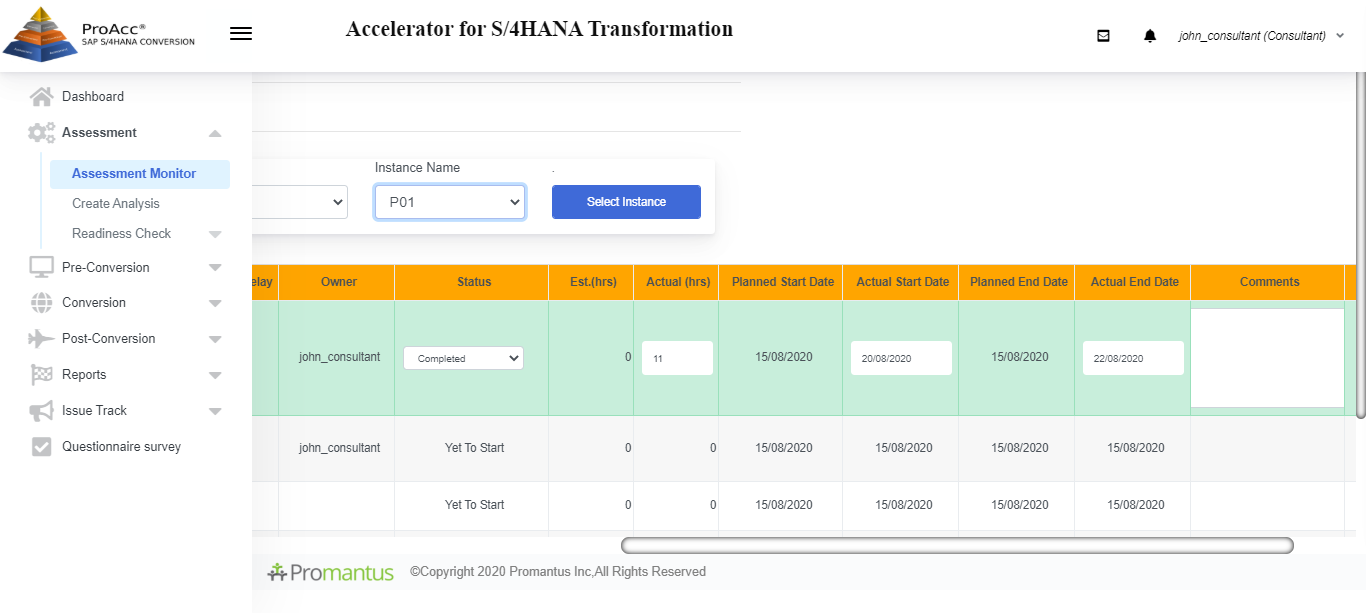 ProAcc®
SAP S/4HANA CONVERSION
Accelerator for S/4HANA Transformation
john_consultant (Consultant)
Dashboard
Assessment
Assessment Monitor
Create Analysis
Readiness Check
Pre-Conversion
Conversion
Post-Conversion
Reports
Issue Track
Questionnaire survey
Instance Name
.
P01
Select Instance
elay Owner Status Est.(hrs) Actual (hrs) Planned Start Date Actual Start Date Planned End Date Actual End Date Comments
john_consultant Completed 0 11 15/08/2020 20/08/2020 15/08/2020 22/08/2020
john_consultant Yet To Start 0 0 15/08/2020 15/08/2020 15/08/2020 15/08/2020
Yet To Start 0 0 15/08/2020 15/08/2020 15/08/2020 15/08/2020
Promantus ©Copyright 2020 Promantus Inc,All Rights Reserved